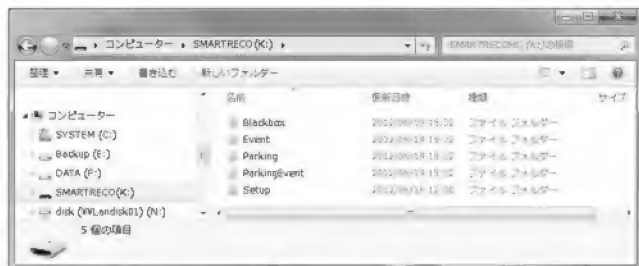 コンピューター ▸ SMARTRECO(K:) ▸
整理 ▾ 共有 ▾ 書き込む 新しいフォルダー
名前 更新日時 種類 サイズ
コンピューター
SYSTEM (C:)
Backup (E:)
DATA (F:)
SMARTRECO(K:)
disk (WLandisk01) (N:)
Blackbox ファイル フォルダー
Event ファイル フォルダー
Parking ファイル フォルダー
ParkingEvent ファイル フォルダー
Setup ファイル フォルダー
5 個の項目